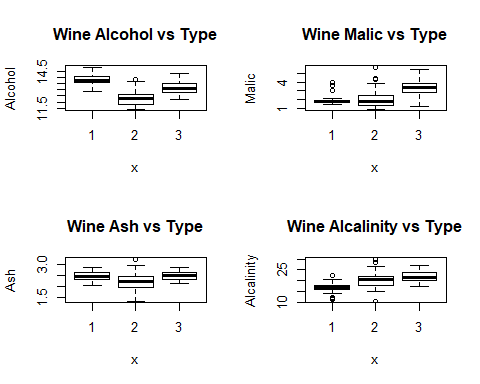 Wine Alcohol vs Type
Alcohol
14.5
11.5
1 2 3
x
Wine Malic vs Type
Malic
4
1
1 2 3
x
Wine Ash vs Type
Ash
3.0
1.5
1 2 3
x
Wine Alcalinity vs Type
Alcalinity
25
10
1 2 3
x